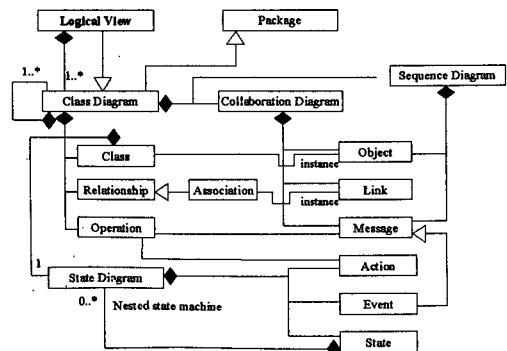 Logical View
Package
1..*
1..*
Sequence Diagram
Class Diagram
Collaboration Diagram
Class
Object
instance
Relationship
Association
Link
instance
Operation
Message
1
Action
State Diagram
0..*
Nested state machine
Event
State